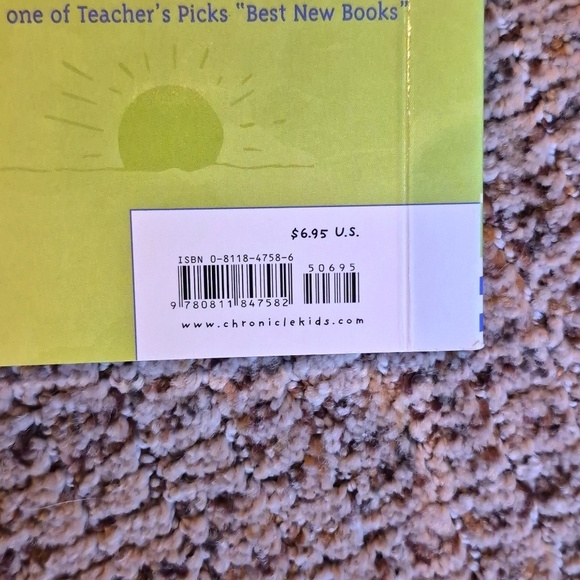 one of Teacher's Picks "Best New Books"
$6.95 U.S.
ISBN 0-8118-4758-6
50695
9 780811 847582
www.chroniclekids.com